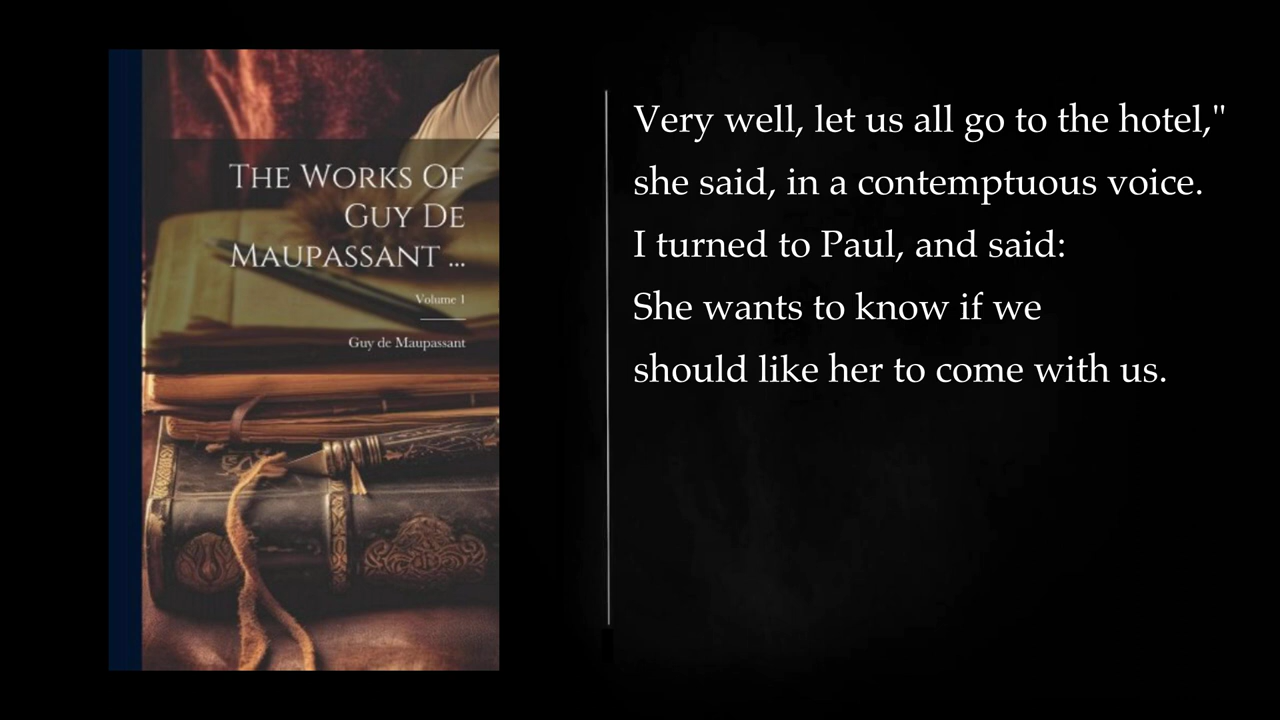 THE WORKS OF
GUY DE
MAUPASSANT ...
Volume 1
Guy de Maupassant
Very well, let us all go to the hotel,"
she said, in a contemptuous voice.
I turned to Paul, and said:
She wants to know if we
should like her to come with us.